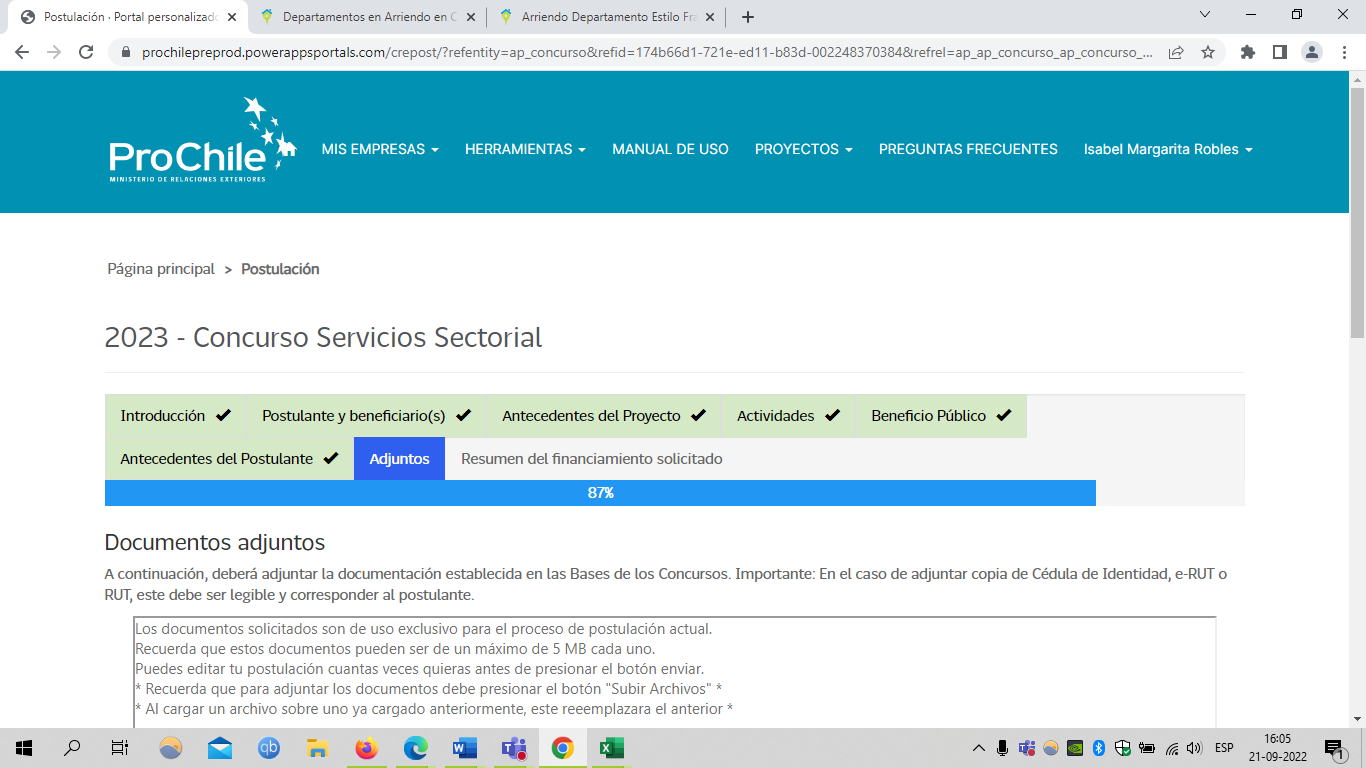 Postulación · Portal personalizado
Departamentos en Arriendo en C
Arriendo Departamento Estilo Fra
prochilepreprod.powerappsportals.com/crepost/?refentity=ap_concurso&refid=174b66d1-721e-ed11-b83d-002248370384&refrel=ap_ap_concurso_ap_concurso_...
ProChile
MINISTERIO DE RELACIONES EXTERIORES
MIS EMPRESAS
HERRAMIENTAS
MANUAL DE USO
PROYECTOS
PREGUNTAS FRECUENTES
Isabel Margarita Robles
Página principal > Postulación
2023 - Concurso Servicios Sectorial
Introducción
Postulante y beneficiario(s)
Antecedentes del Proyecto
Actividades
Beneficio Público
Antecedentes del Postulante
Adjuntos
Resumen del financiamiento solicitado
87%
Documentos adjuntos
A continuación, deberá adjuntar la documentación establecida en las Bases de los Concursos. Importante: En el caso de adjuntar copia de Cédula de Identidad, e-RUT o
RUT, este debe ser legible y corresponder al postulante.
Los documentos solicitados son de uso exclusivo para el proceso de postulación actual.
Recuerda que estos documentos pueden ser de un máximo de 5 MB cada uno.
Puedes editar tu postulación cuantas veces quieras antes de presionar el botón enviar.
* Recuerda que para adjuntar los documentos debe presionar el botón "Subir Archivos" *
* Al cargar un archivo sobre uno ya cargado anteriormente, este reeemplazara el anterior *
qb
ESP
16:05
21-09-2022
1